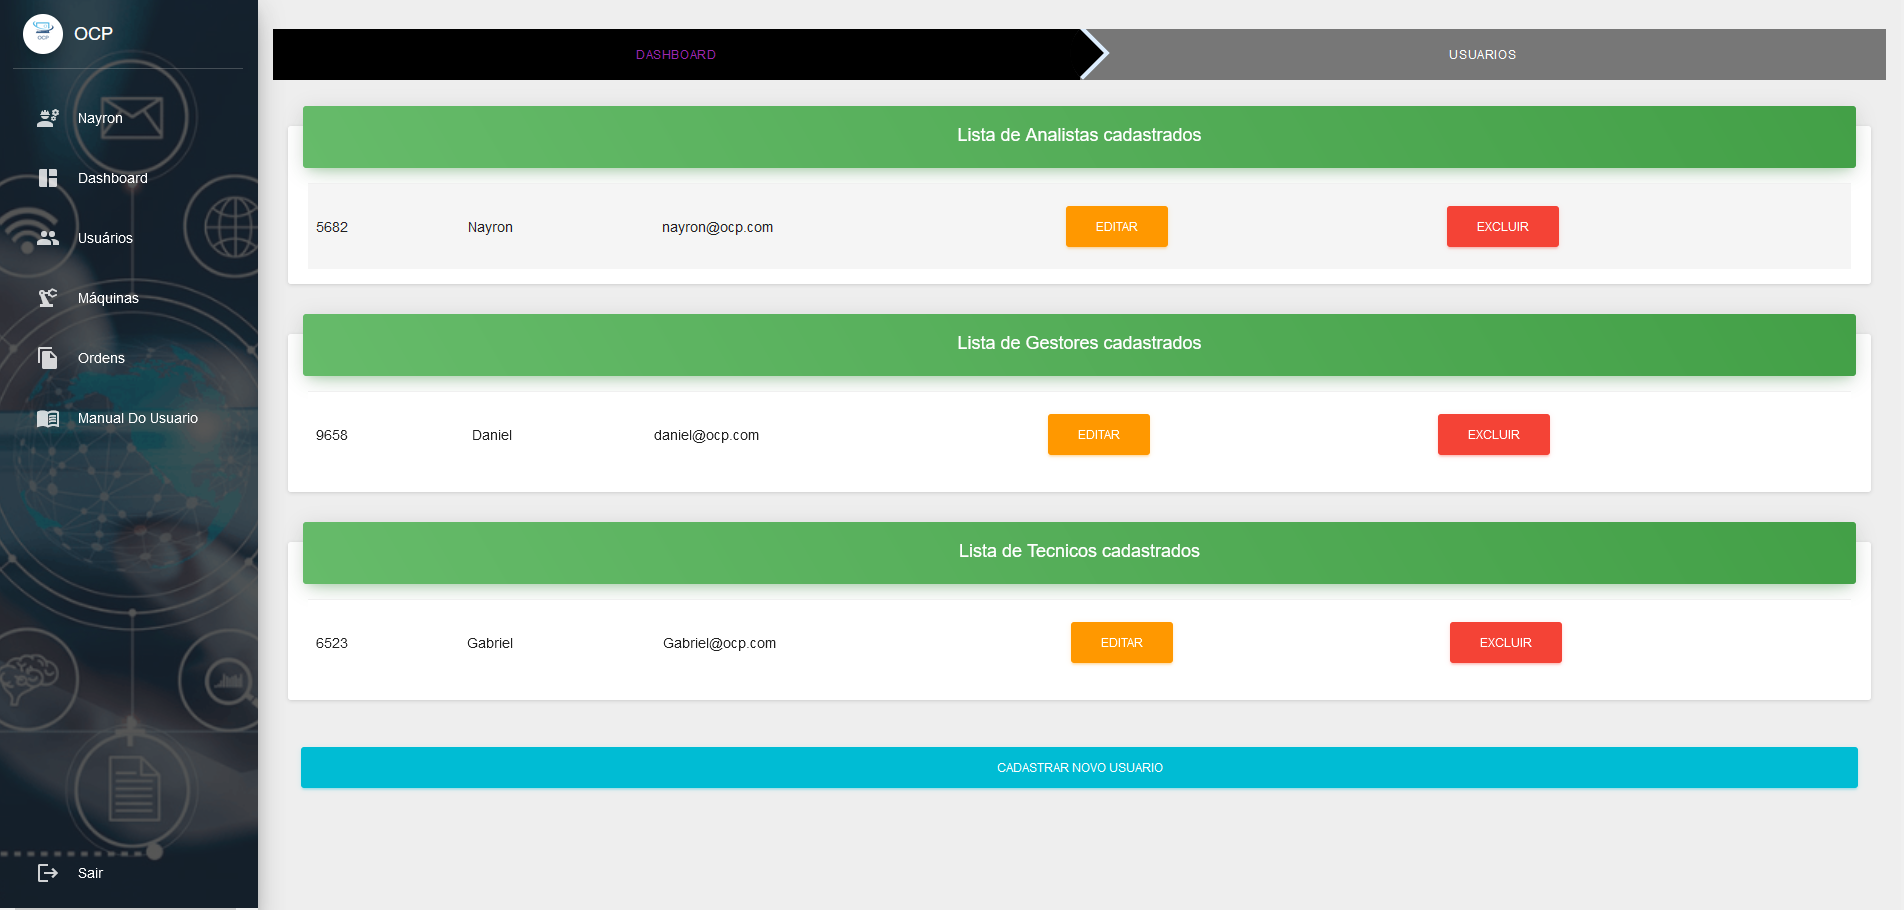 OCP
OCP
Nayron
Dashboard
Usuários
Máquinas
Ordens
Manual Do Usuario
Sair
DASHBOARD
USUARIOS
Lista de Analistas cadastrados
5682 Nayron nayron@ocp.com EDITAR EXCLUIR
Lista de Gestores cadastrados
9658 Daniel daniel@ocp.com EDITAR EXCLUIR
Lista de Tecnicos cadastrados
6523 Gabriel Gabriel@ocp.com EDITAR EXCLUIR
CADASTRAR NOVO USUARIO